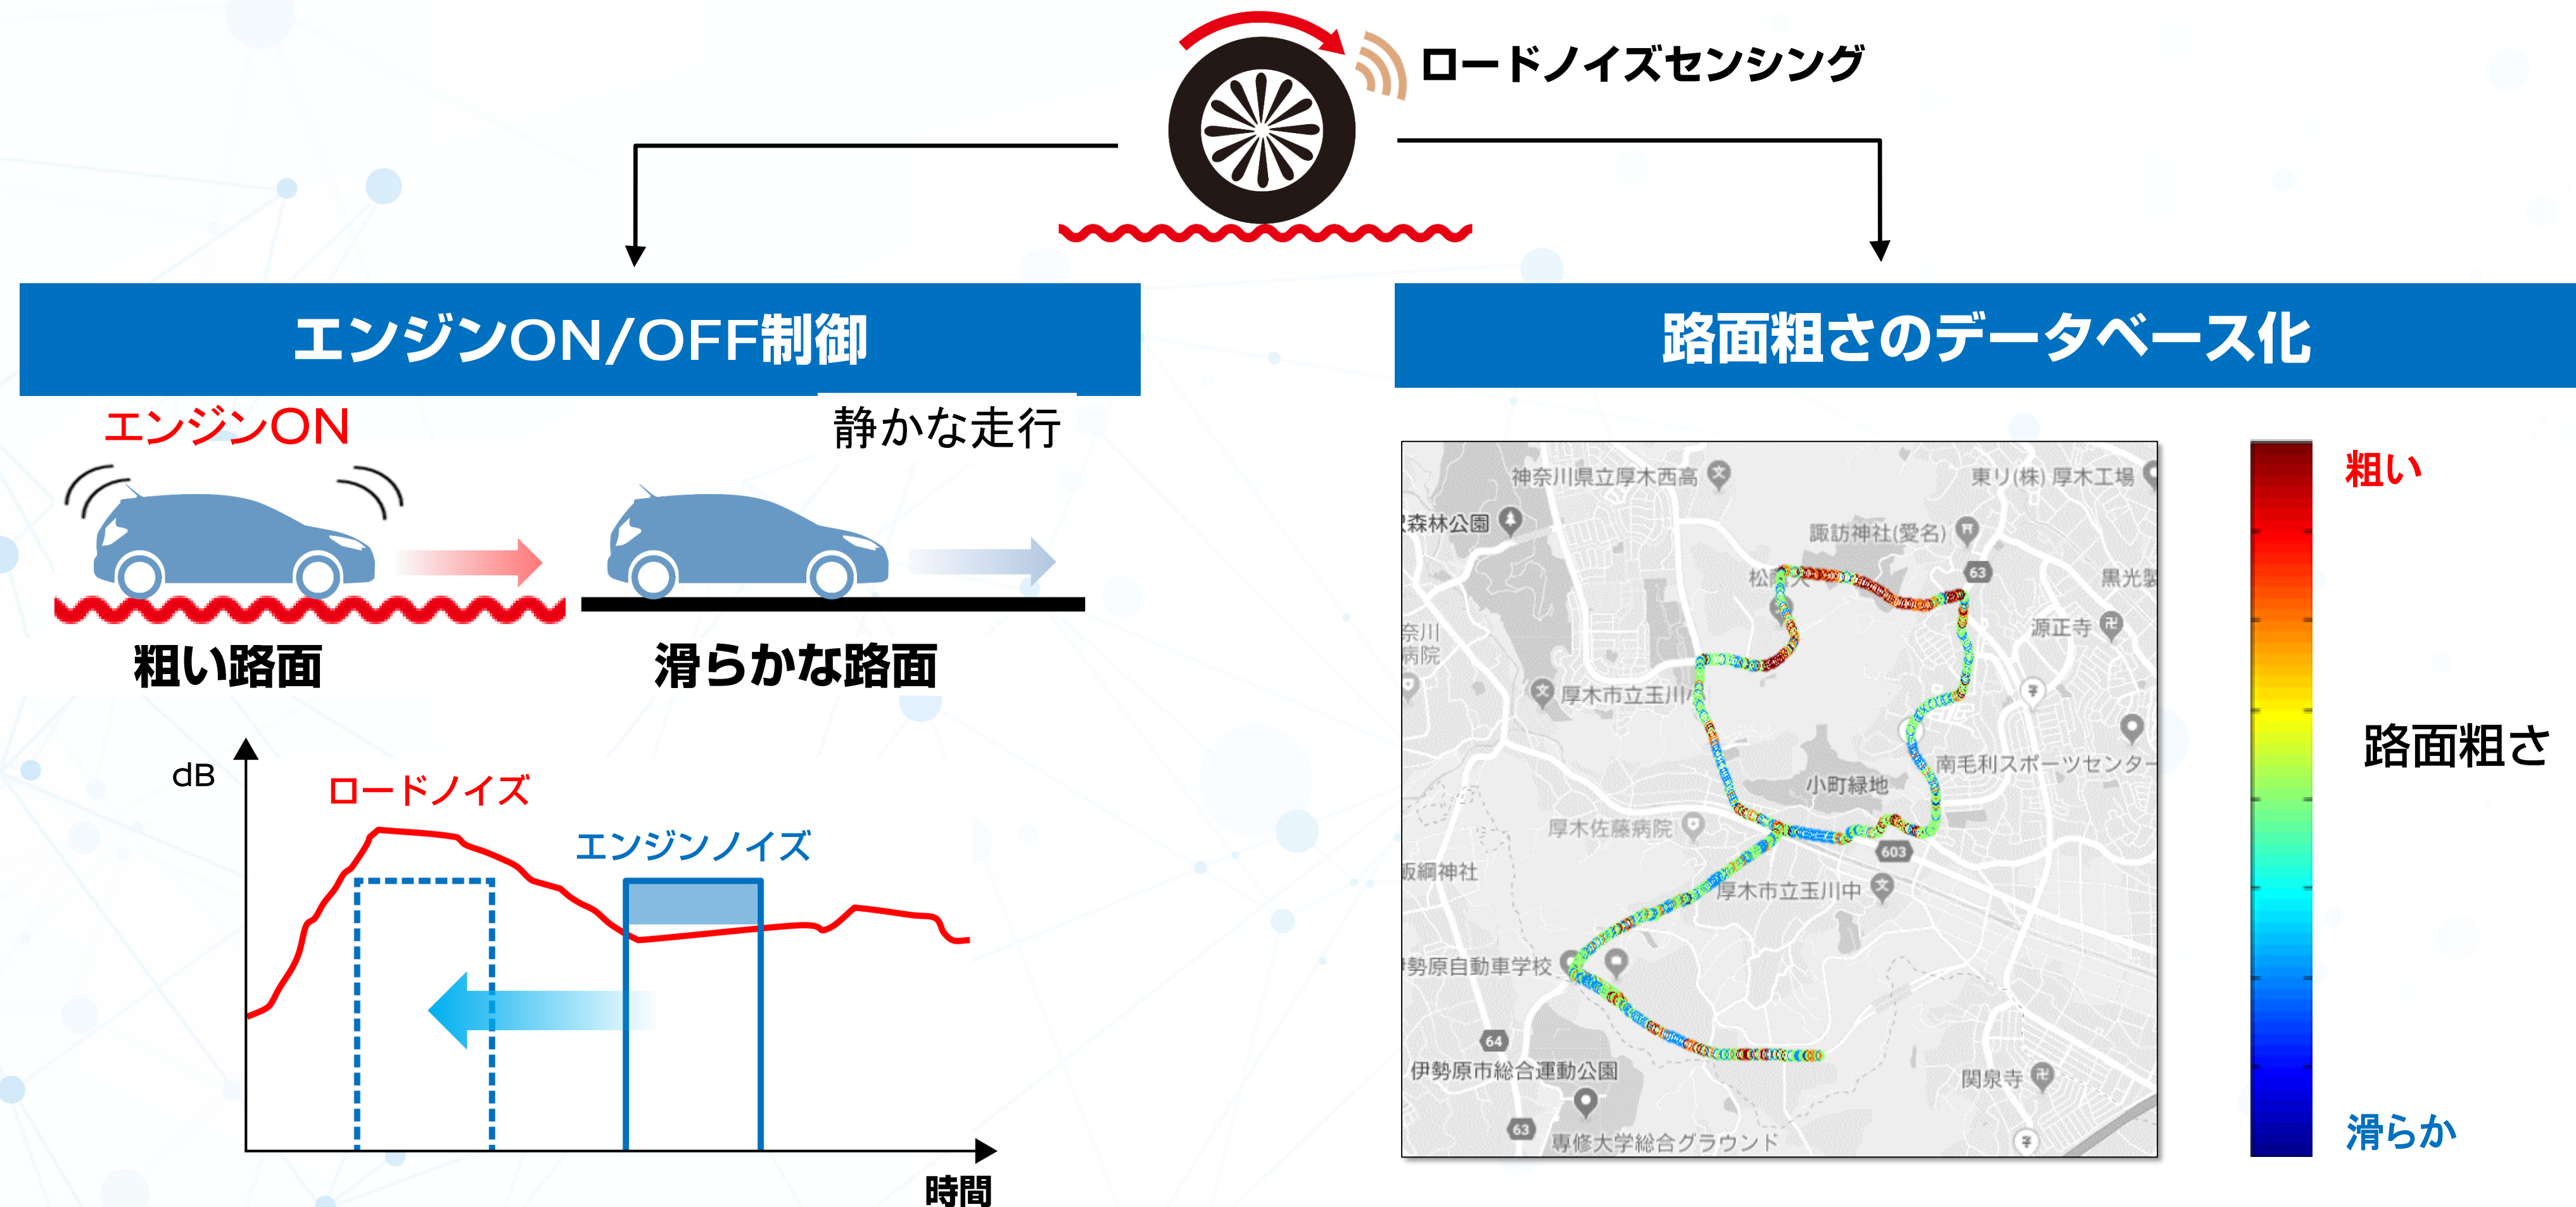 ロードノイズセンシング
エンジンON/OFF制御
エンジンON
静かな走行
粗い路面
滑らかな路面
dB
ロードノイズ
エンジンノイズ
時間
路面粗さのデータベース化
神奈川県立厚木西高
東リ(株) 厚木工場
森林公園
諏訪神社(愛名)
63
黒光製
源正寺
奈川
病院
厚木市立玉川小
南毛利スポーツセンター
小町緑地
厚木佐藤病院
603
飯綱神社
厚木市立玉川中
伊勢原自動車学校
64
伊勢原市総合運動公園
関泉寺
63
専修大学総合グラウンド
粗い
路面粗さ
滑らか